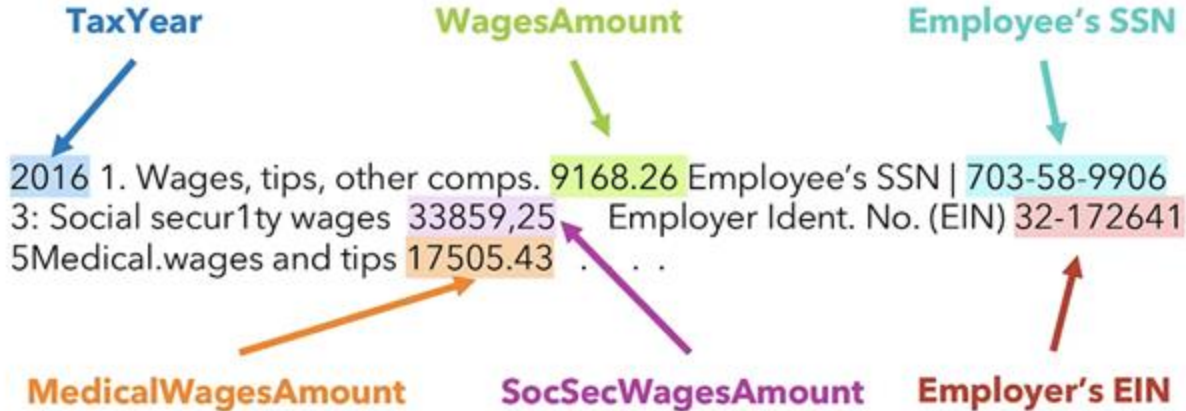 TaxYear WagesAmount Employee's SSN
2016 1. Wages, tips, other comps. 9168.26 Employee's SSN | 703-58-9906
3: Social secur1ty wages 33859,25 Employer Ident. No. (EIN) 32-172641
5Medical.wages and tips 17505.43 . . .
MedicalWagesAmount SocSecWagesAmount Employer's EIN